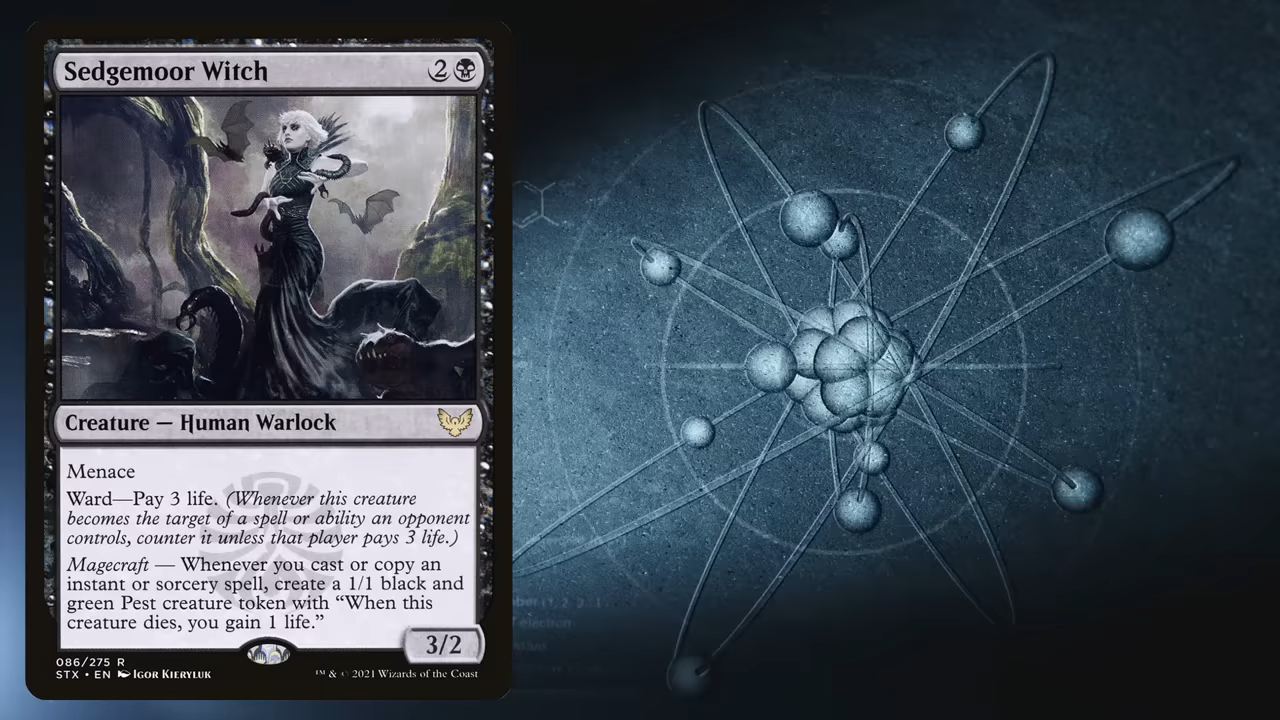 Sedgemoor Witch 2
Creature — Human Warlock
Menace
Ward—Pay 3 life. (Whenever this creature
becomes the target of a spell or ability an opponent
controls, counter it unless that player pays 3 life.)
Magecraft — Whenever you cast or copy an
instant or sorcery spell, create a 1/1 black and
green Pest creature token with “When this
creature dies, you gain 1 life.”
3/2
086/275 R
STX • EN Igor Kieryluk
™ & © 2021 Wizards of the Coast
electron